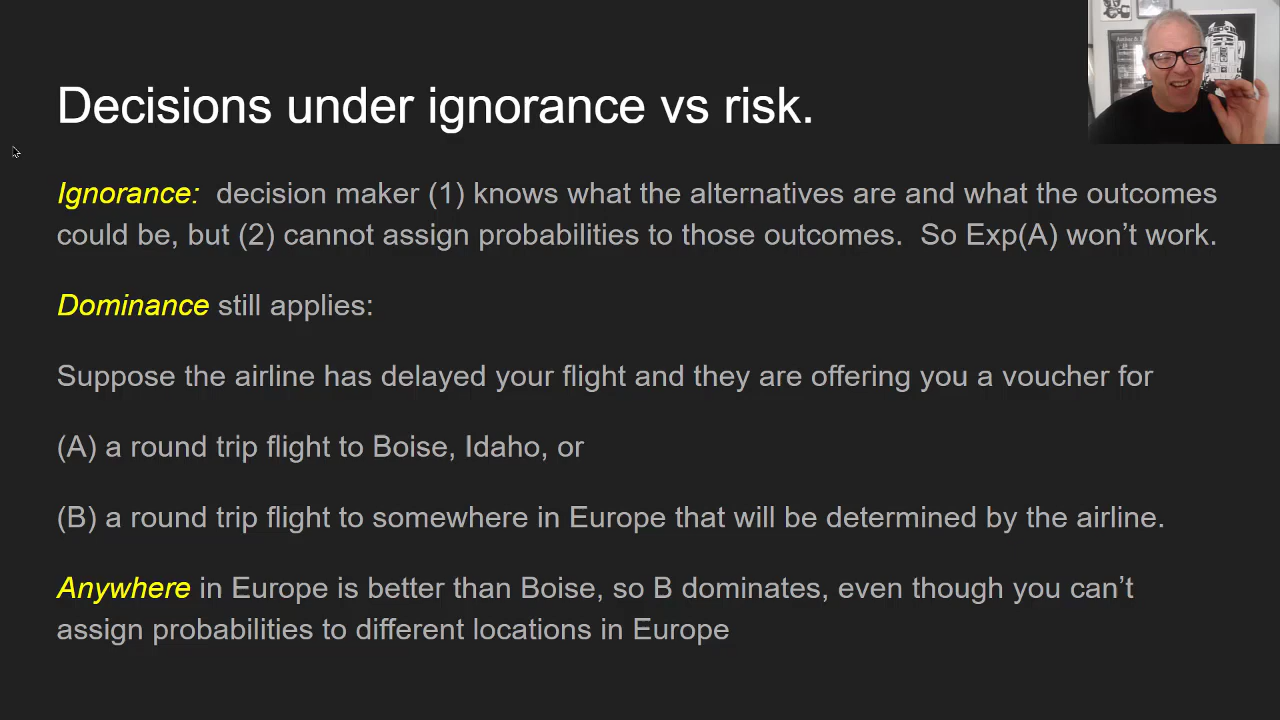 Decisions under ignorance vs risk.
Ignorance: decision maker (1) knows what the alternatives are and what the outcomes
could be, but (2) cannot assign probabilities to those outcomes. So Exp(A) won't work.
Dominance still applies:
Suppose the airline has delayed your flight and they are offering you a voucher for
(A) a round trip flight to Boise, Idaho, or
(B) a round trip flight to somewhere in Europe that will be determined by the airline.
Anywhere in Europe is better than Boise, so B dominates, even though you can't
assign probabilities to different locations in Europe